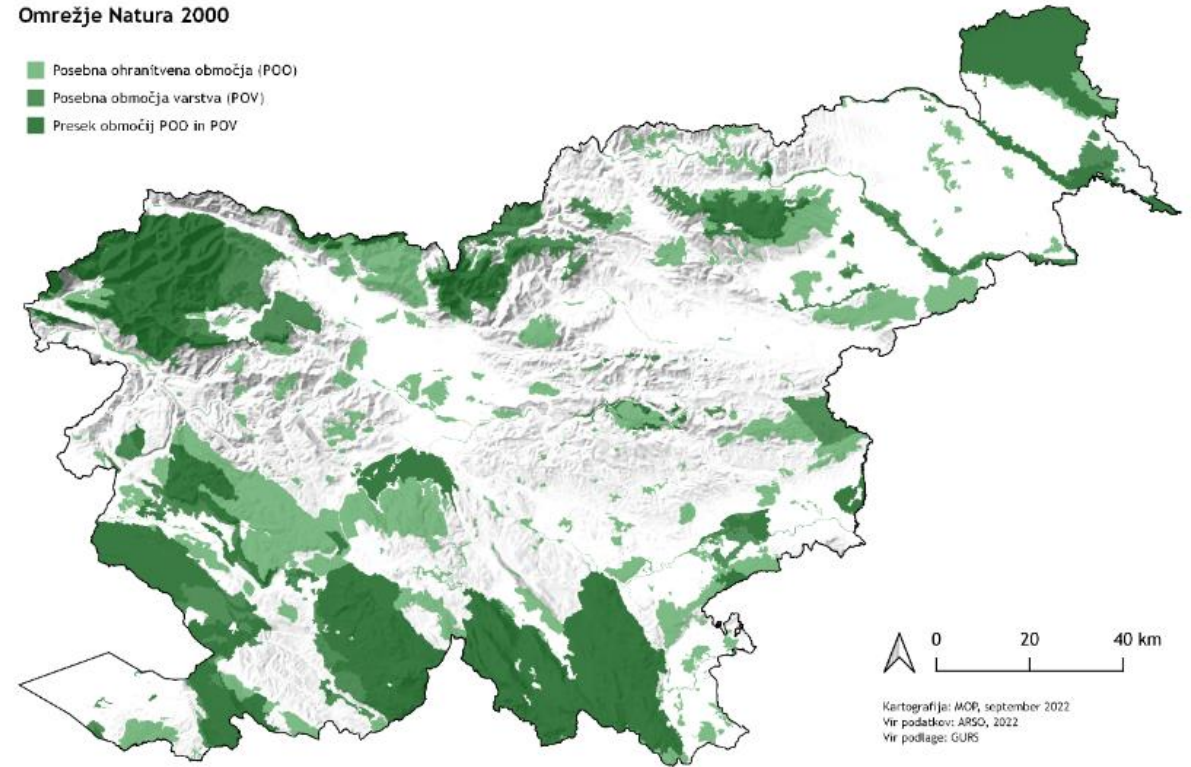 Omrežje Natura 2000
Posebna ohranitvena območja (POO)
Posebna območja varstva (POV)
Presek območij POO in POV
0 20 40 km
Kartografija: MOP, september 2022
Vir podatkov: ARSO, 2022
Vir podlage: GURS